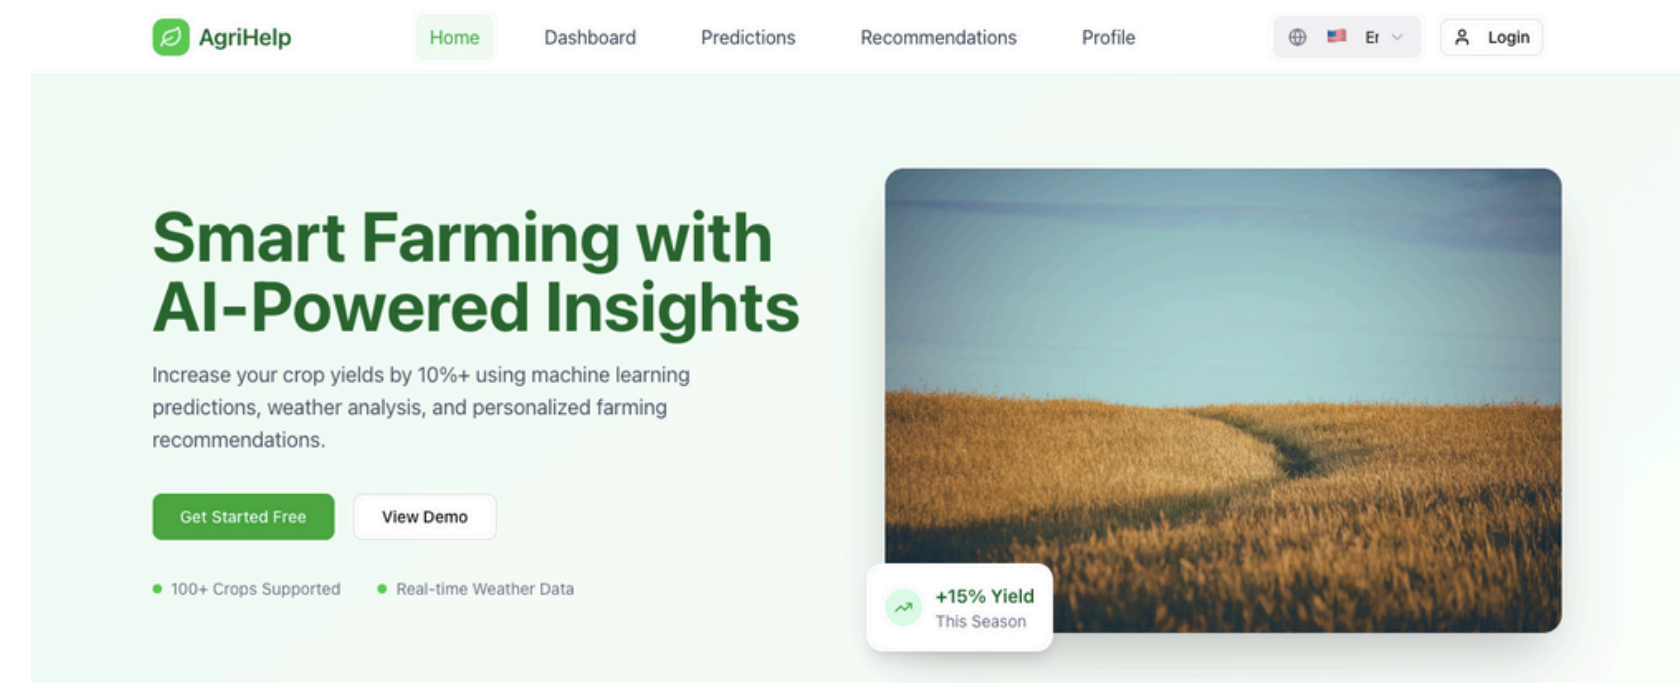 AgriHelp
Home
Dashboard
Predictions
Recommendations
Profile
Er
Login
Smart Farming with
AI-Powered Insights
Increase your crop yields by 10%+ using machine learning
predictions, weather analysis, and personalized farming
recommendations.
Get Started Free
View Demo
100+ Crops Supported
Real-time Weather Data
+15% Yield
This Season